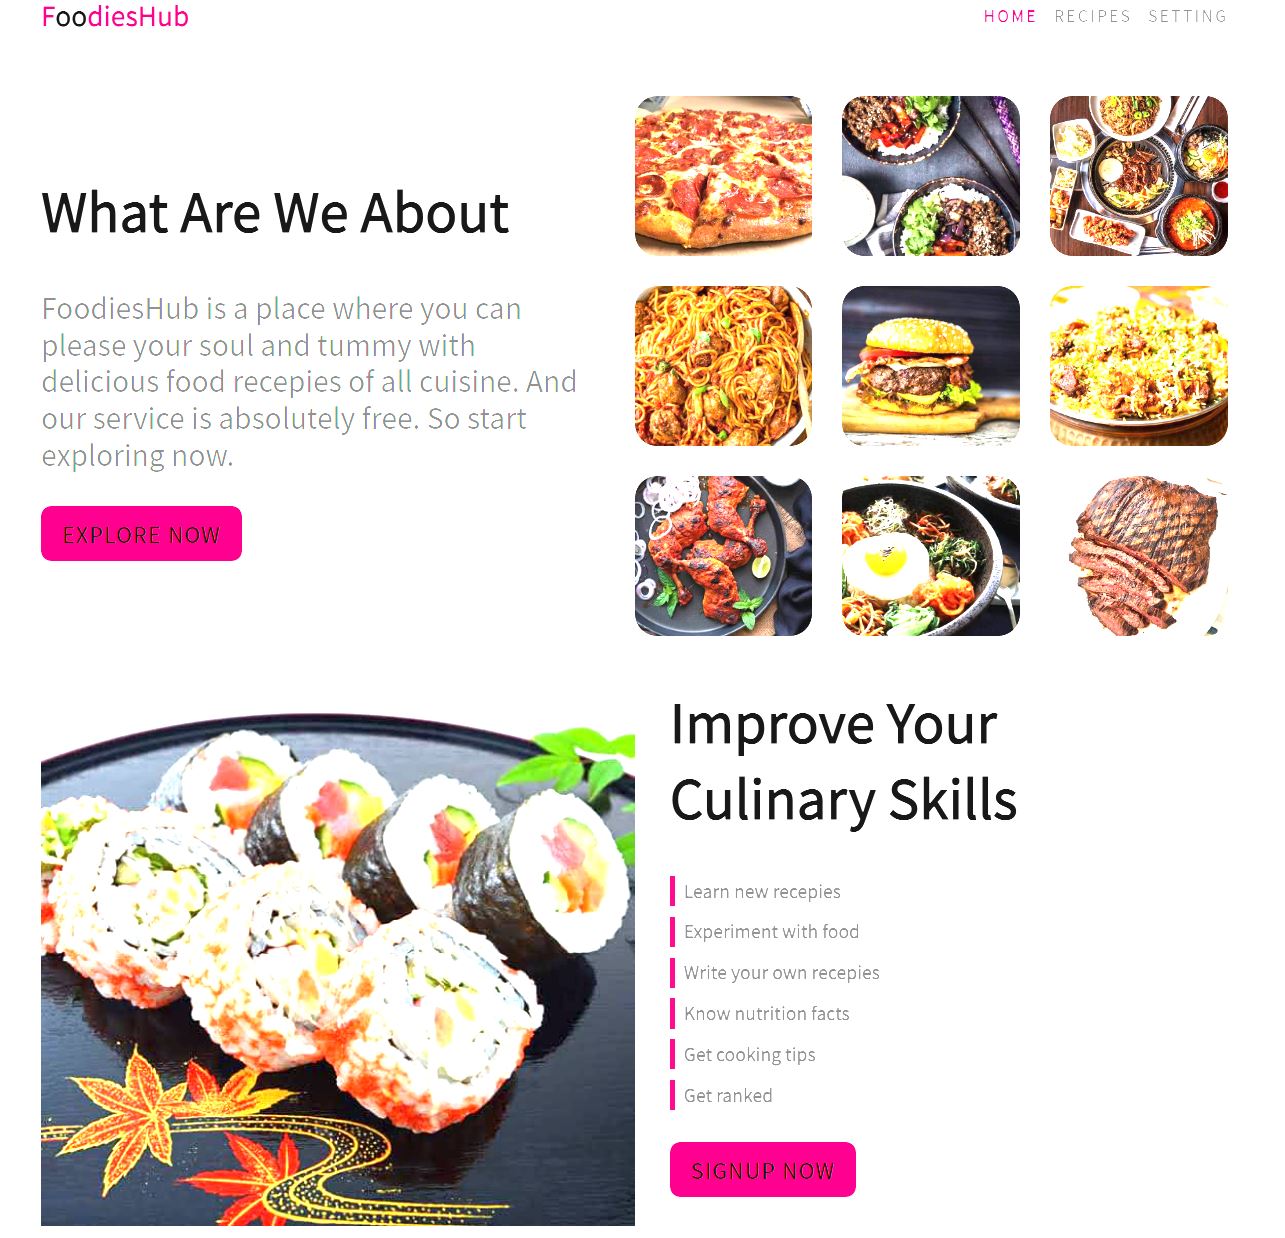 FoodiesHub
HOME RECIPES SETTING
What Are We About
FoodiesHub is a place where you can
please your soul and tummy with
delicious food recepies of all cuisine. And
our service is absolutely free. So start
exploring now.
EXPLORE NOW
Improve Your
Culinary Skills
Learn new recepies
Experiment with food
Write your own recepies
Know nutrition facts
Get cooking tips
Get ranked
SIGNUP NOW